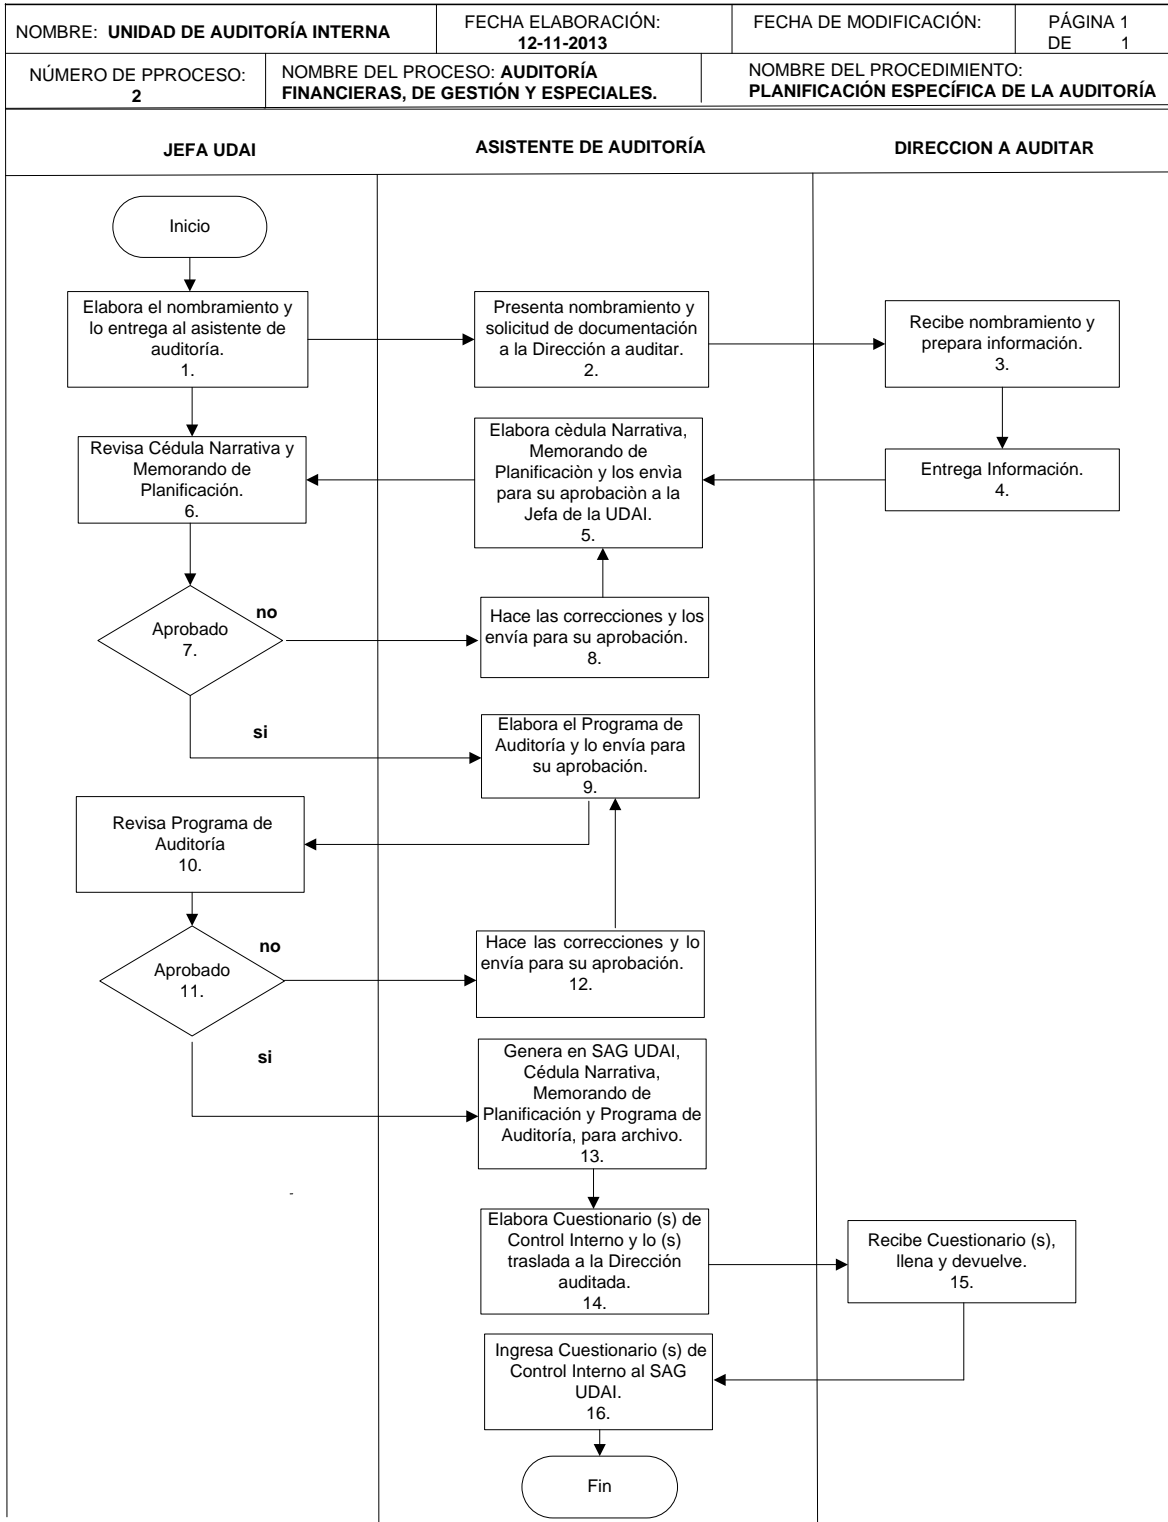 NOMBRE: UNIDAD DE AUDITORÍA INTERNA
FECHA ELABORACIÓN:
12-11-2013
FECHA DE MODIFICACIÓN:
PÁGINA 1
DE 1
NÚMERO DE PPROCESO:
2
NOMBRE DEL PROCESO: AUDITORÍA
FINANCIERAS, DE GESTIÓN Y ESPECIALES.
NOMBRE DEL PROCEDIMIENTO:
PLANIFICACIÓN ESPECÍFICA DE LA AUDITORÍA
JEFA UDAI
ASISTENTE DE AUDITORÍA
DIRECCION A AUDITAR
Inicio
Elabora el nombramiento y
lo entrega al asistente de
auditoría.
1.
Presenta nombramiento y
solicitud de documentación
a la Dirección a auditar.
2.
Recibe nombramiento y
prepara información.
3.
Revisa Cédula Narrativa y
Memorando de
Planificación.
6.
Elabora cèdula Narrativa,
Memorando de
Planificaciòn y los envìa
para su aprobaciòn a la
Jefa de la UDAI.
5.
Entrega Información.
4.
Aprobado
7.
no
Hace las correcciones y los
envía para su aprobación.
8.
si
Elabora el Programa de
Auditoría y lo envía para
su aprobación.
9.
Revisa Programa de
Auditoría
10.
Aprobado
11.
no
Hace las correcciones y lo
envía para su aprobación.
12.
si
Genera en SAG UDAI,
Cédula Narrativa,
Memorando de
Planificación y Programa de
Auditoría, para archivo.
13.
-
Elabora Cuestionario (s) de
Control Interno y lo (s)
traslada a la Dirección
auditada.
14.
Recibe Cuestionario (s),
llena y devuelve.
15.
Ingresa Cuestionario (s) de
Control Interno al SAG
UDAI.
16.
Fin